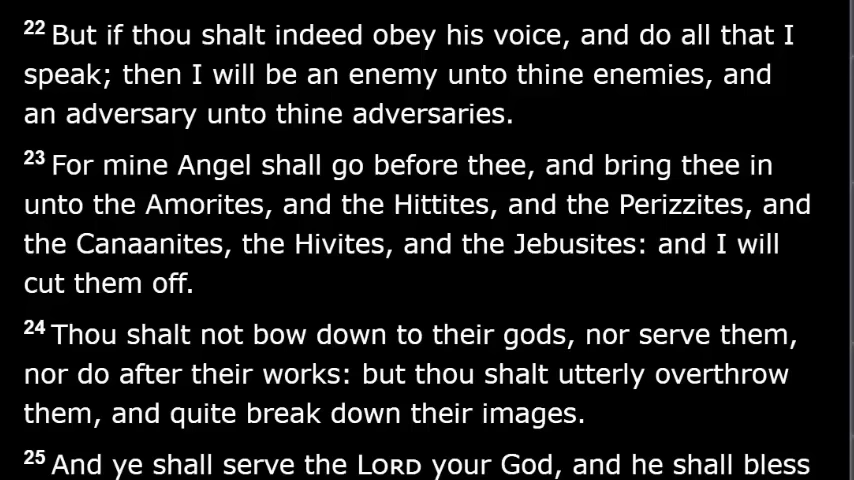 22 But if thou shalt indeed obey his voice, and do all that I
speak; then I will be an enemy unto thine enemies, and
an adversary unto thine adversaries.
23 For mine Angel shall go before thee, and bring thee in
unto the Amorites, and the Hittites, and the Perizzites, and
the Canaanites, the Hivites, and the Jebusites: and I will
cut them off.
24 Thou shalt not bow down to their gods, nor serve them,
nor do after their works: but thou shalt utterly overthrow
them, and quite break down their images.
25 And ye shall serve the LORD your God, and he shall bless